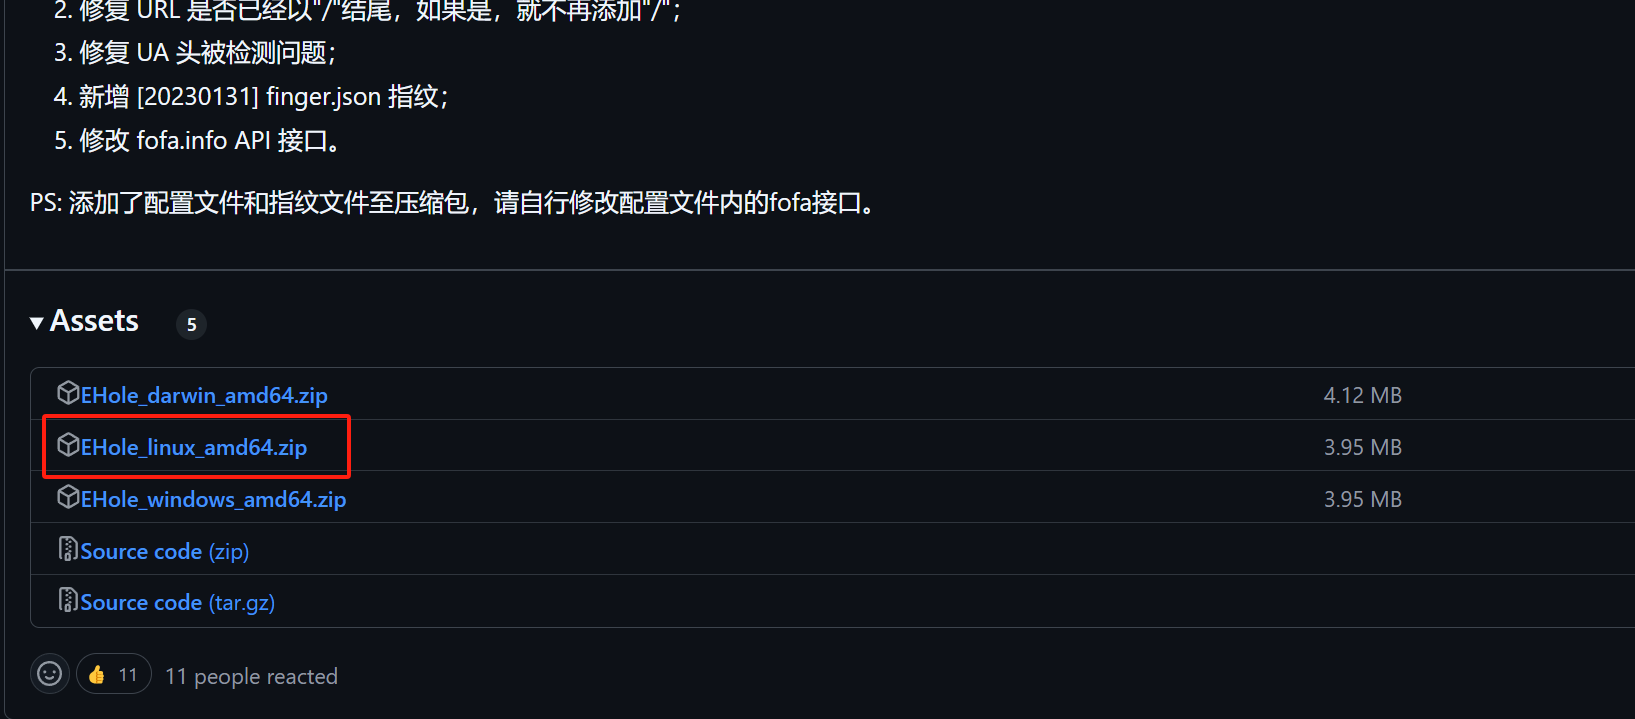 2. 修复 URL 是否已经以"/"结尾，如果是，就不再添加"/"；
3. 修复 UA 头被检测问题；
4. 新增 [20230131] finger.json 指纹；
5. 修改 fofa.info API 接口。
PS: 添加了配置文件和指纹文件至压缩包，请自行修改配置文件内的fofa接口。
Assets 5
EHole_darwin_amd64.zip 4.12 MB
EHole_linux_amd64.zip 3.95 MB
EHole_windows_amd64.zip 3.95 MB
Source code (zip)
Source code (tar.gz)
11 11 people reacted